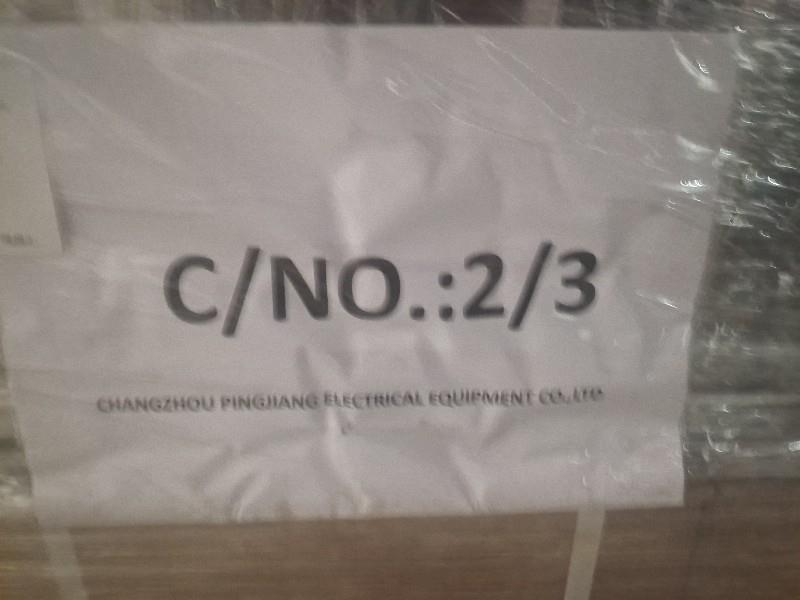 C/NO.:2/3
CHANGZHOU PINGJIANG ELECTRICAL EQUIPMENT CO.,LTD